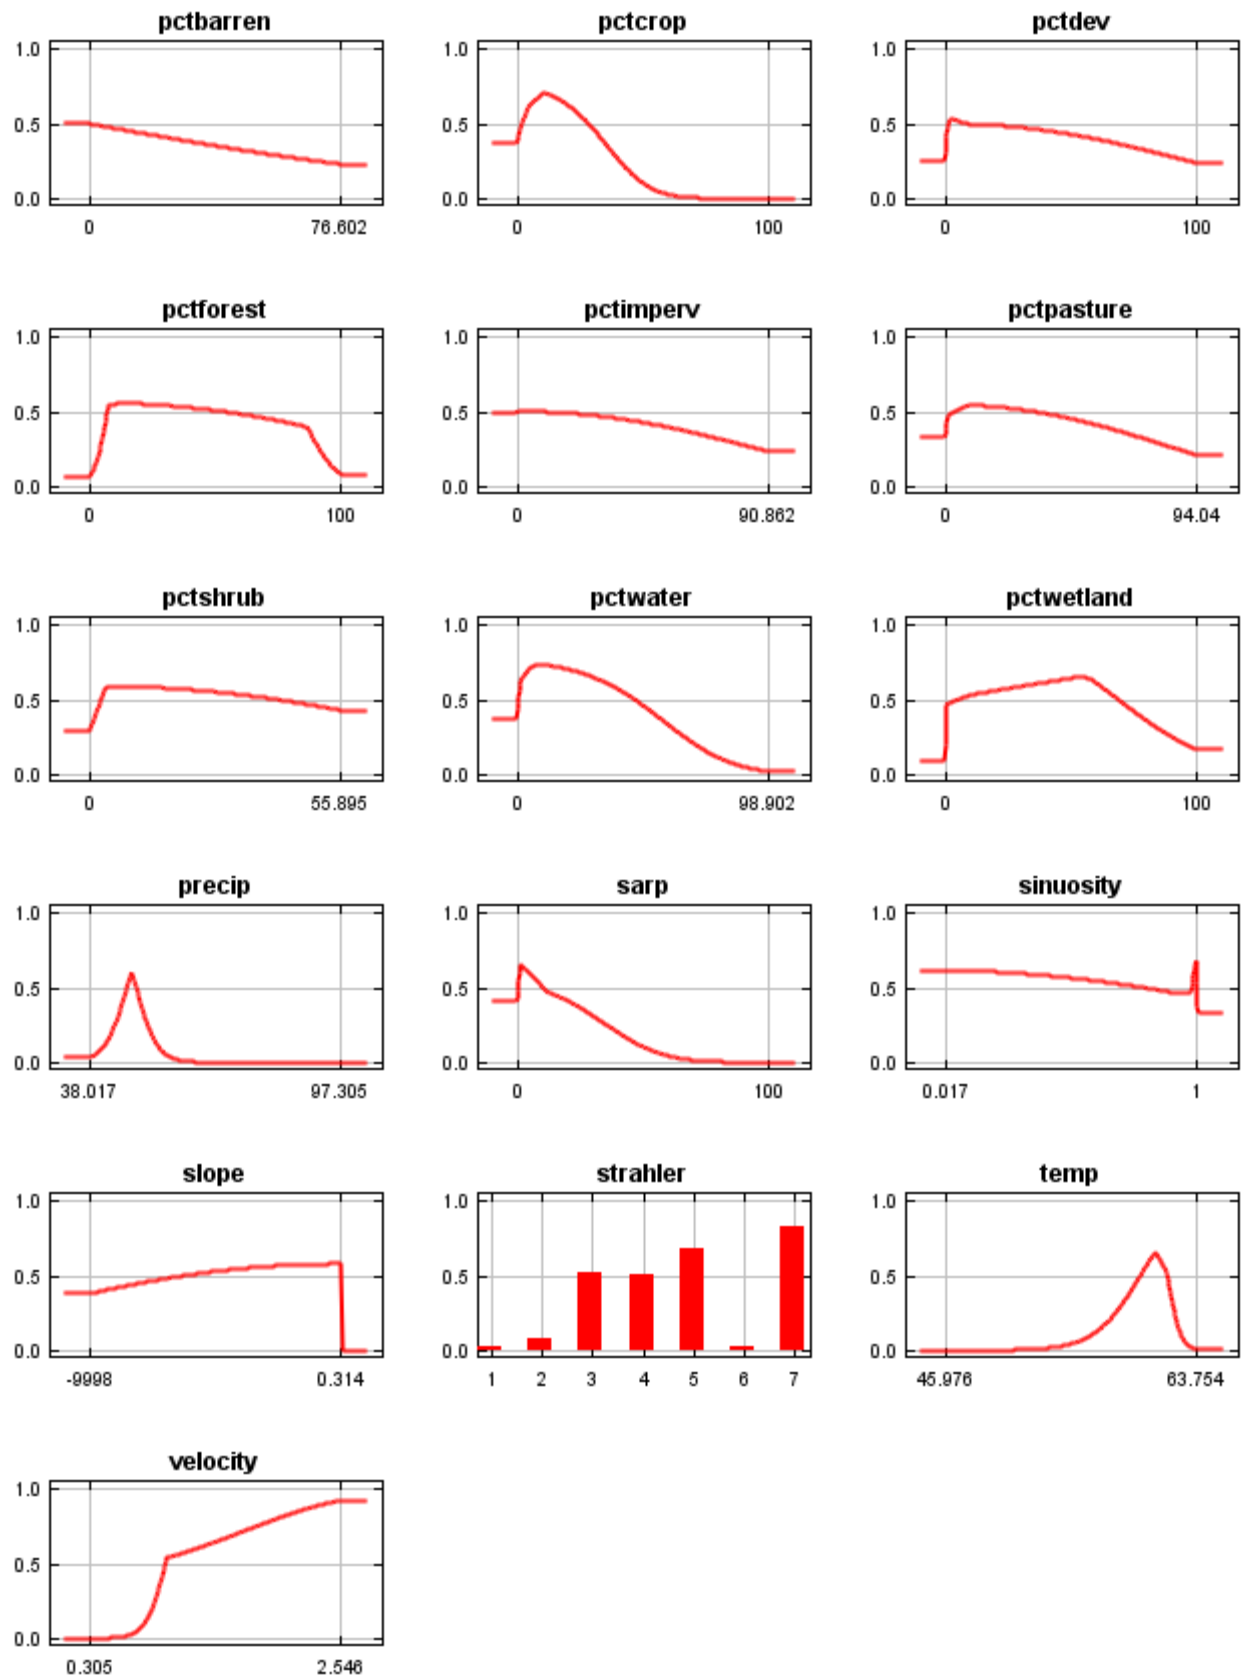 pctbarren pctcrop pctdev
1.0 1.0 1.0
0.5 0.5 0.5
0.0 0.0 0.0
0 76.602 0 100 0 100
pctforest pctimperv pctpasture
1.0 1.0 1.0
0.5 0.5 0.5
0.0 0.0 0.0
0 100 0 90.862 0 94.04
pctshrub pctwater pctwetland
1.0 1.0 1.0
0.5 0.5 0.5
0.0 0.0 0.0
0 55.895 0 98.902 0 100
precip sarp sinuosity
1.0 1.0 1.0
0.5 0.5 0.5
0.0 0.0 0.0
38.017 97.305 0 100 0.017 1
slope strahler temp
1.0 1.0 1.0
0.5 0.5 0.5
0.0 0.0 0.0
-9998 0.314 1 2 3 4 5 6 7 45.976 63.754
velocity
1.0
0.5
0.0
0.305 2.546